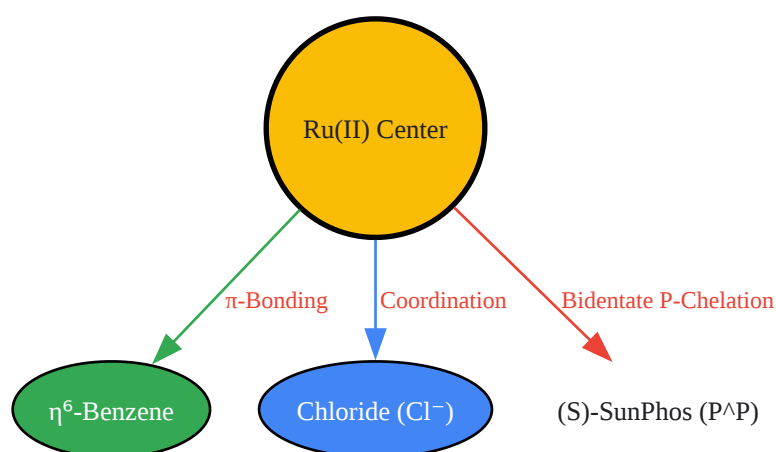 Ru(II) Center
π-Bonding
Coordination
Bidentate P-Chelation
η⁶-Benzene
Chloride (Cl⁻)
(S)-SunPhos (P^P)